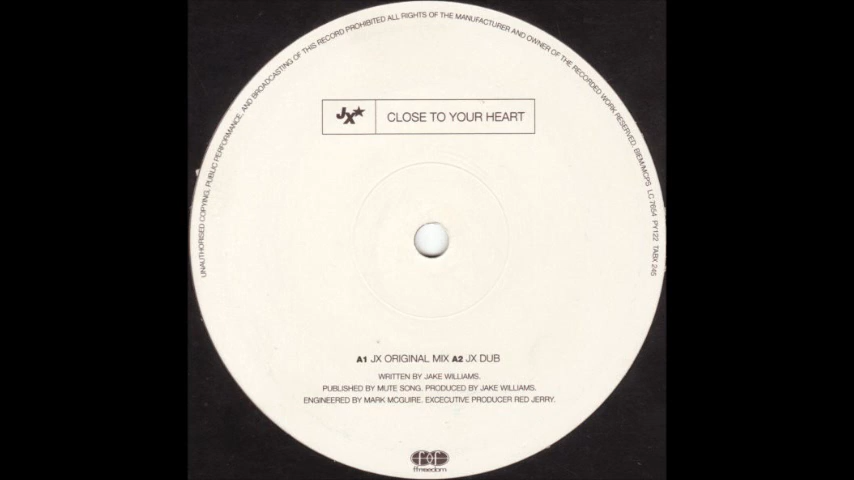 UNAUTHORISED COPYING, PUBLIC PERFORMANCE, AND BROADCASTING OF THIS RECORD PROHIBITED ALL RIGHTS OF THE MANUFACTURER AND OWNER OF THE RECORDED WORK RESERVED. BIEM/MCPS LC 7654 PY122 TABX 245
JX
CLOSE TO YOUR HEART
A1 JX ORIGINAL MIX A2 JX DUB
WRITTEN BY JAKE WILLIAMS.
PUBLISHED BY MUTE SONG. PRODUCED BY JAKE WILLIAMS.
ENGINEERED BY MARK MCGUIRE. EXCECUTIVE PRODUCER RED JERRY.
fof
ffrreedom